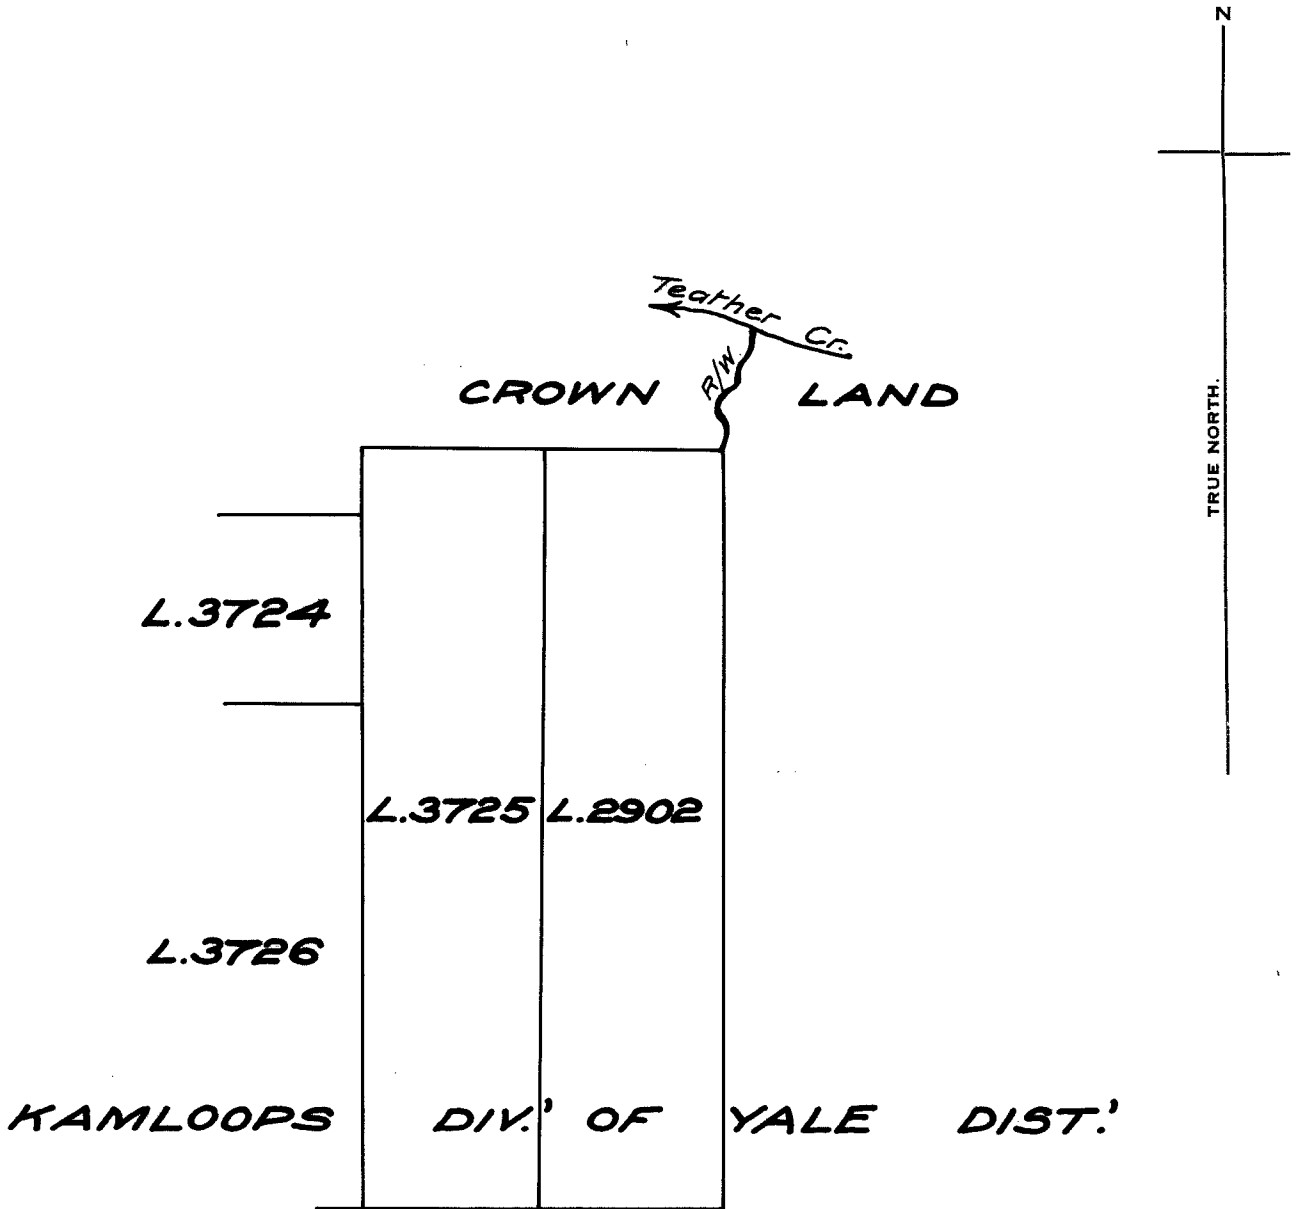 N
TRUE NORTH.
Teather Cr.
R/W.
CROWN LAND
L.3724
L.3725 L.2902
L.3726
KAMLOOPS DIV.' OF YALE DIST.'